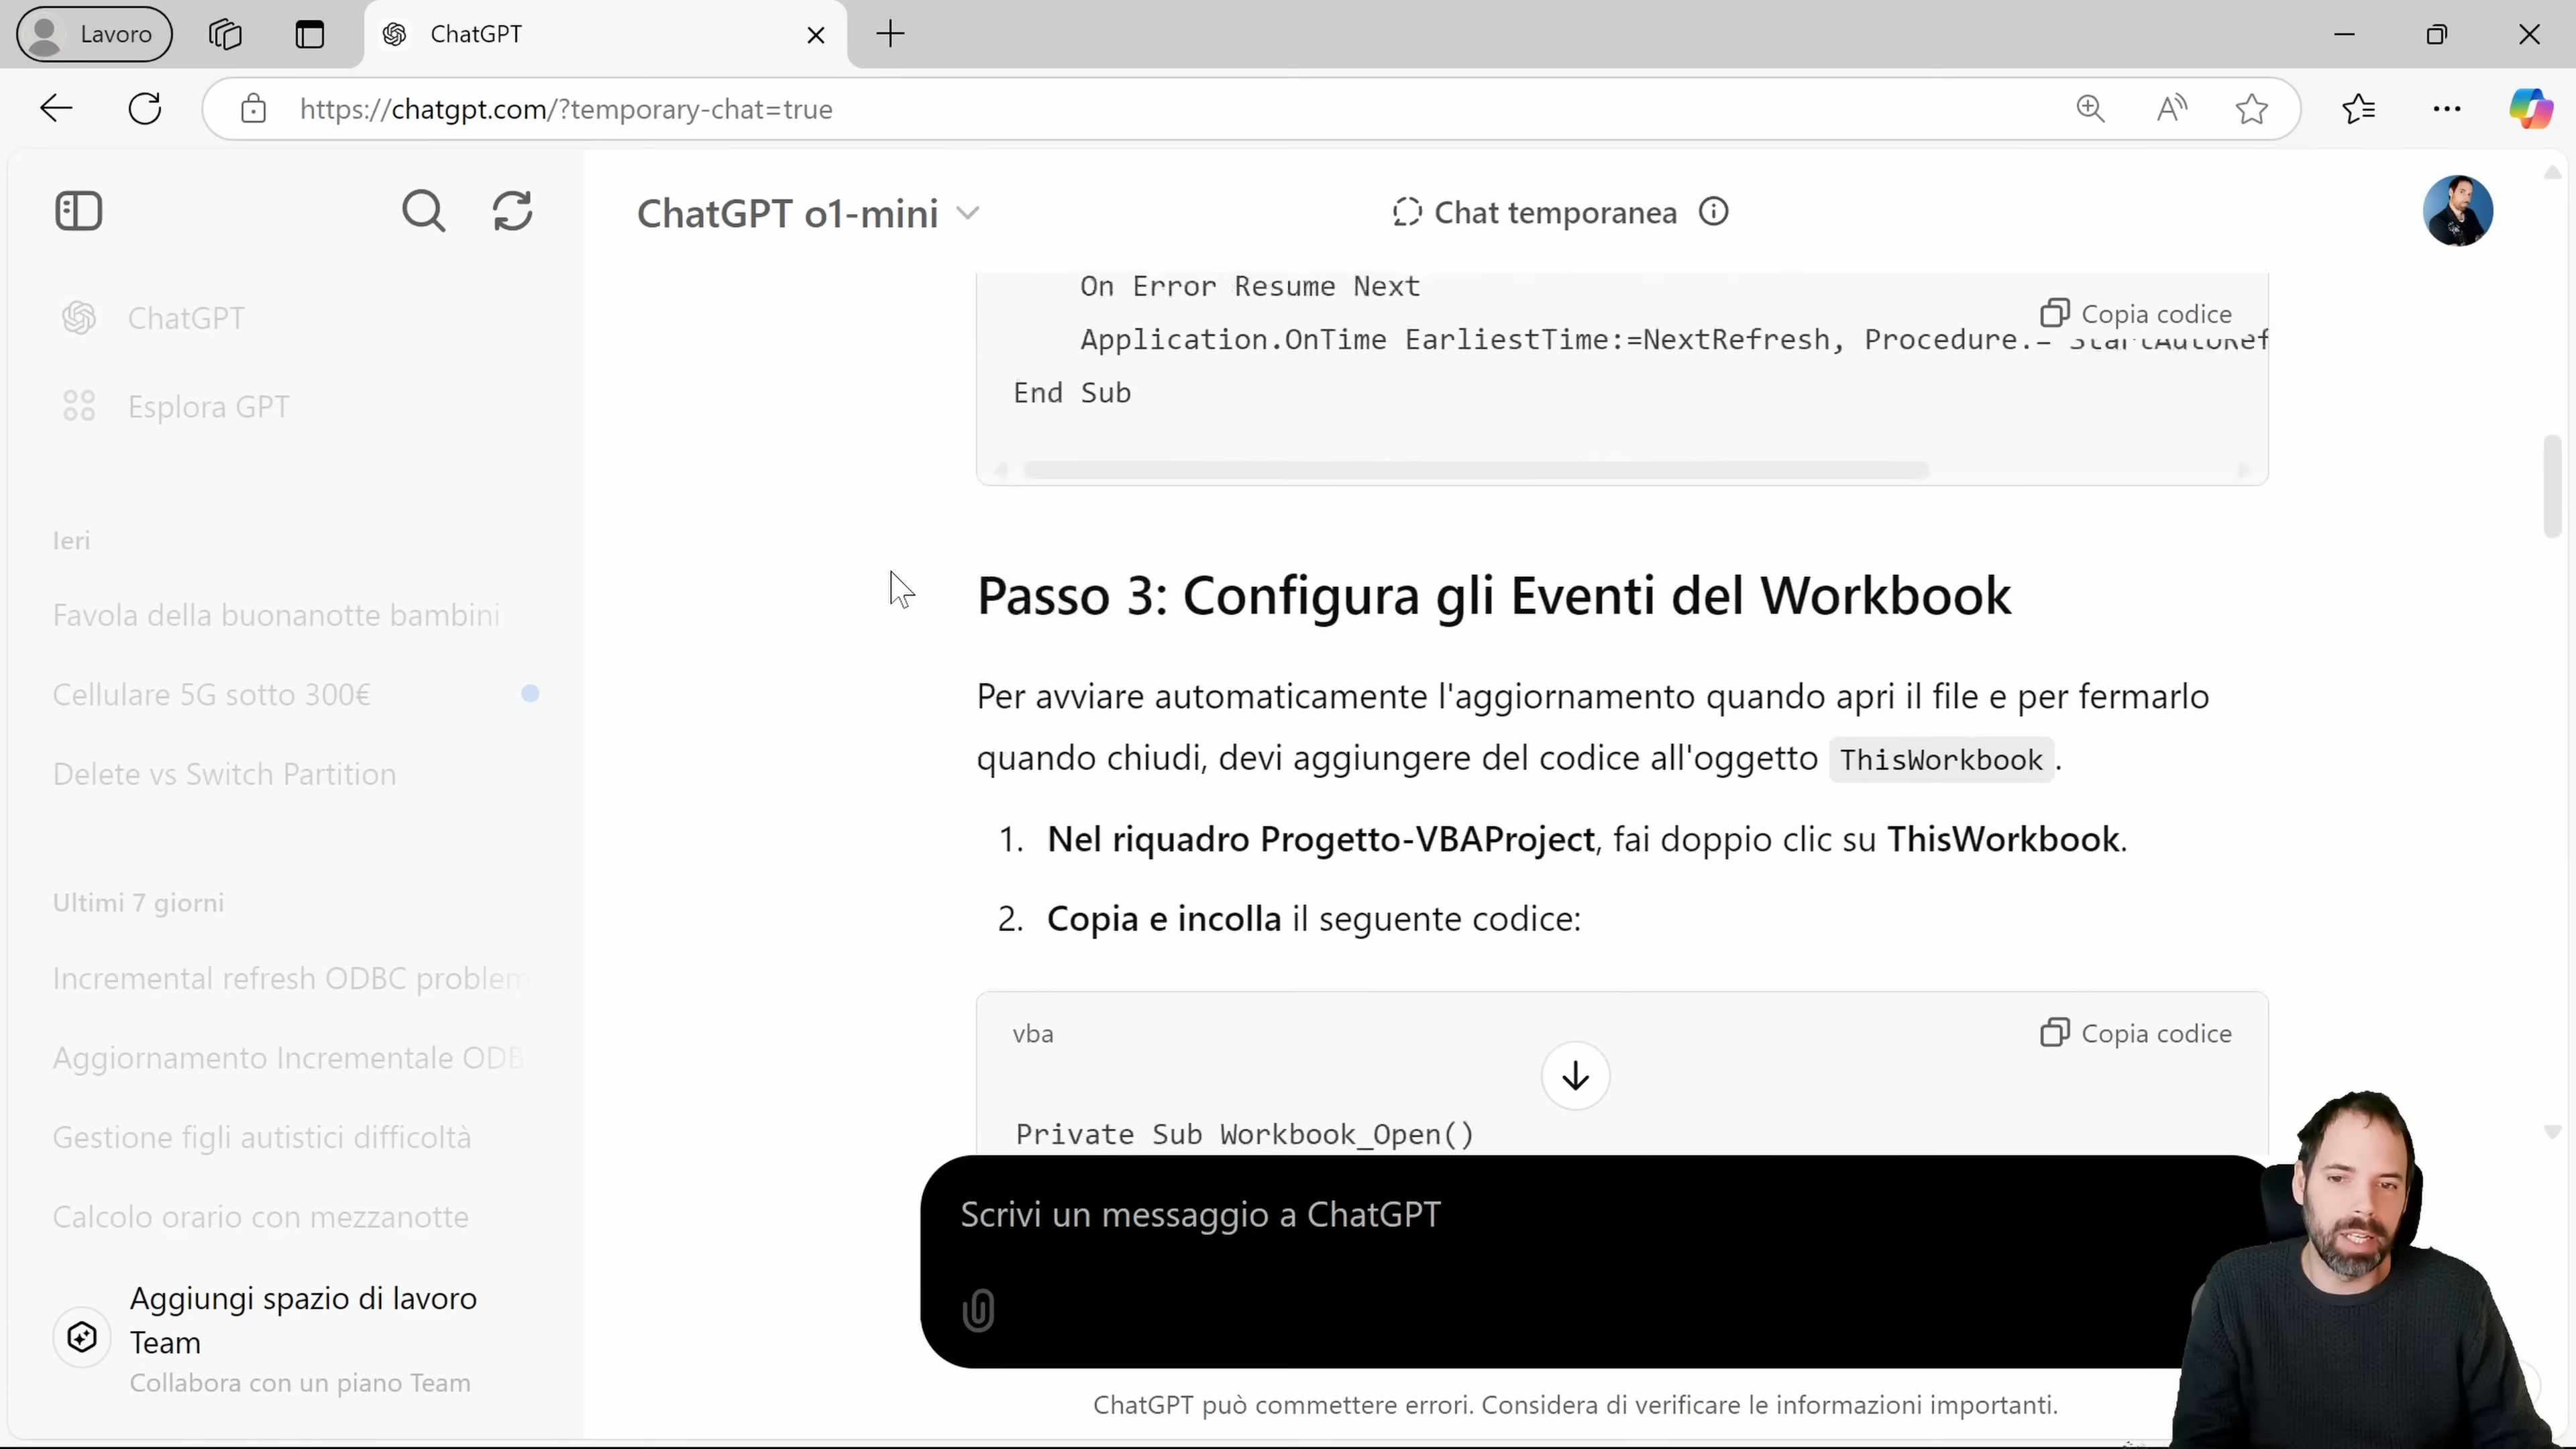 Lavoro
ChatGPT
https://chatgpt.com/?temporary-chat=true
ChatGPT o1-mini
Chat temporanea
ChatGPT
Esplora GPT
Ieri
Favola della buonanotte bambini
Cellulare 5G sotto 300€
Delete vs Switch Partition
Ultimi 7 giorni
Incremental refresh ODBC problem
Aggiornamento Incrementale ODB
Gestione figli autistici difficoltà
Calcolo orario con mezzanotte
Aggiungi spazio di lavoro
Team
Collabora con un piano Team
On Error Resume Next
Copia codice
Application.OnTime EarliestTime:=NextRefresh, Procedure:="StartAutoRef
End Sub
Passo 3: Configura gli Eventi del Workbook
Per avviare automaticamente l'aggiornamento quando apri il file e per fermarlo
quando chiudi, devi aggiungere del codice all'oggetto ThisWorkbook.
1. Nel riquadro Progetto-VBAProject, fai doppio clic su ThisWorkbook.
2. Copia e incolla il seguente codice:
vba
Copia codice
Private Sub Workbook_Open()
Scrivi un messaggio a ChatGPT
ChatGPT può commettere errori. Considera di verificare le informazioni importanti.